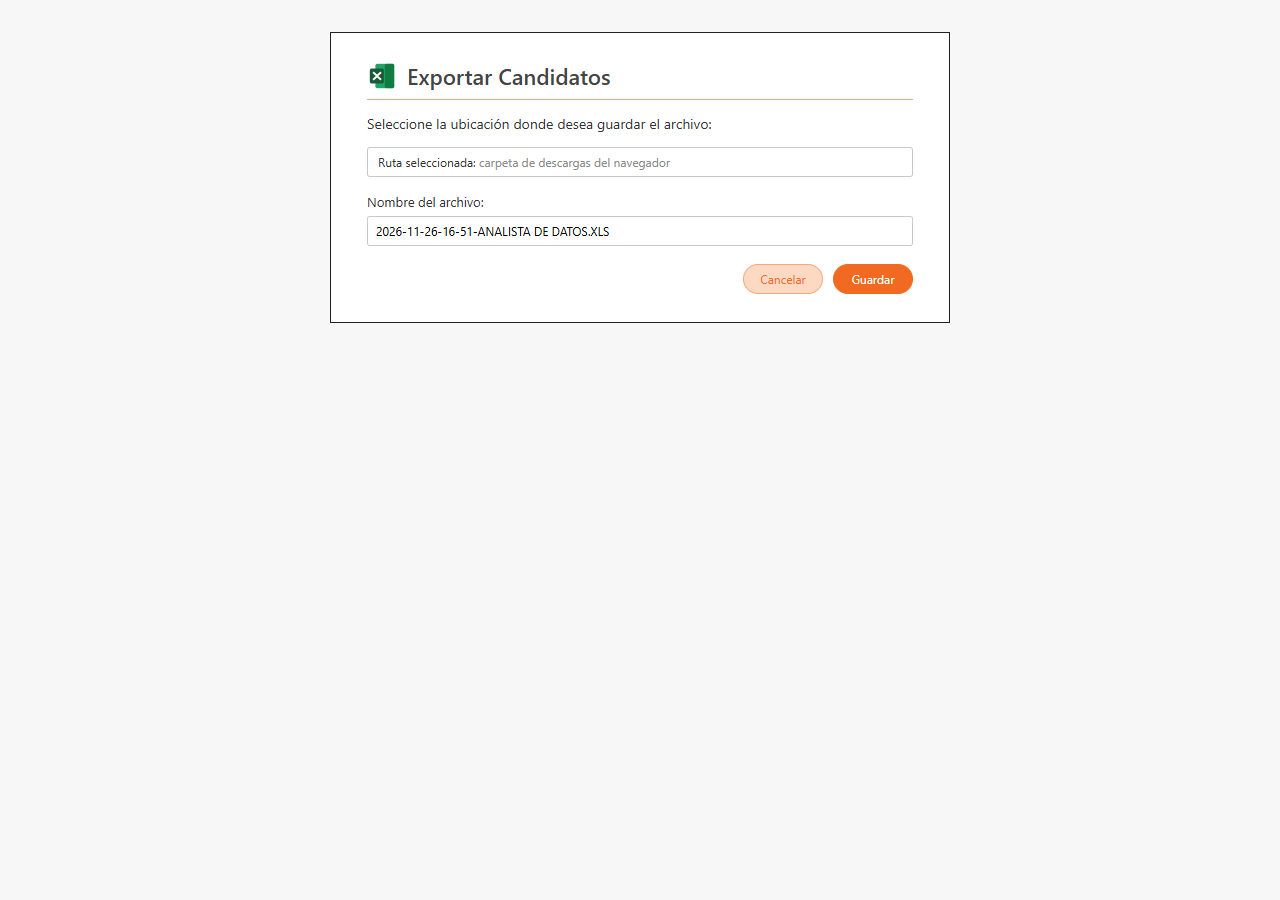 Exportar Candidatos
Seleccione la ubicación donde desea guardar el archivo:
Ruta seleccionada: carpeta de descargas del navegador
Nombre del archivo:
2026-11-26-16-51-ANALISTA DE DATOS.XLS
Cancelar
Guardar